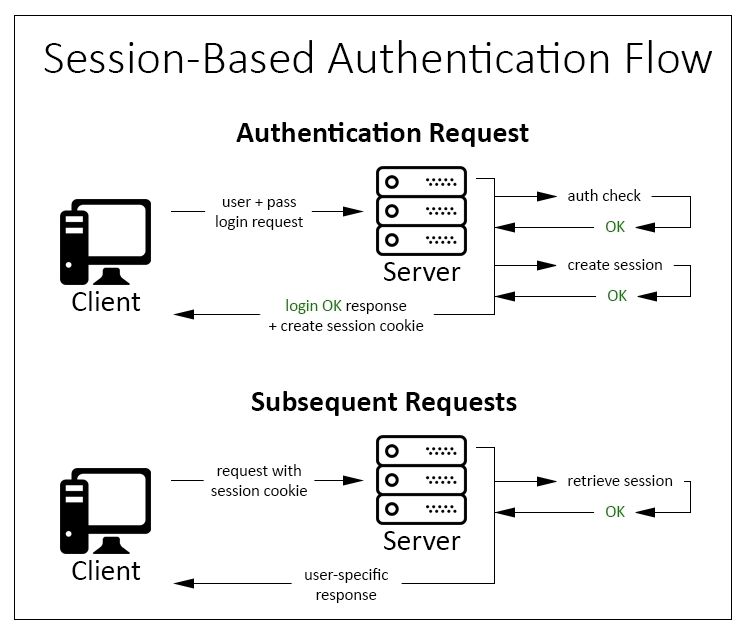 Session-Based Authentication Flow
Authentication Request
user + pass
login request
auth check
OK
create session
OK
Server
Client
login OK response
+ create session cookie
Subsequent Requests
request with
session cookie
retrieve session
OK
Server
Client
user-specific
response